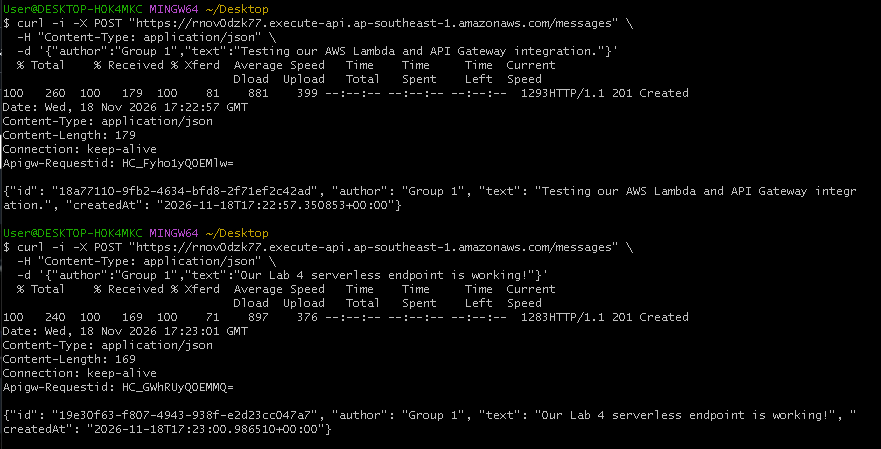 User@DESKTOP-HOK4MKC MINGW64 ~/Desktop
$ curl -i -X POST "https://rnov0dzk77.execute-api.ap-southeast-1.amazonaws.com/messages" \
  -H "Content-Type: application/json" \
  -d '{"author":"Group 1","text":"Testing our AWS Lambda and API Gateway integration."}'
  % Total    % Received % Xferd  Average Speed   Time    Time     Time  Current
                                 Dload  Upload   Total   Spent    Left  Speed
100   260  100   179  100    81    881    399 --:--:-- --:--:-- --:--:--  1293HTTP/1.1 201 Created
Date: Wed, 18 Nov 2026 17:22:57 GMT
Content-Type: application/json
Content-Length: 179
Connection: keep-alive
Apigw-Requestid: HC_Fyho1yQOEMlw=

{"id": "18a77110-9fb2-4634-bfd8-2f71ef2c42ad", "author": "Group 1", "text": "Testing our AWS Lambda and API Gateway integr
ation.", "createdAt": "2026-11-18T17:22:57.350853+00:00"}

User@DESKTOP-HOK4MKC MINGW64 ~/Desktop
$ curl -i -X POST "https://rnov0dzk77.execute-api.ap-southeast-1.amazonaws.com/messages" \
  -H "Content-Type: application/json" \
  -d '{"author":"Group 1","text":"Our Lab 4 serverless endpoint is working!"}'
  % Total    % Received % Xferd  Average Speed   Time    Time     Time  Current
                                 Dload  Upload   Total   Spent    Left  Speed
100   240  100   169  100    71    897    376 --:--:-- --:--:-- --:--:--  1283HTTP/1.1 201 Created
Date: Wed, 18 Nov 2026 17:23:01 GMT
Content-Type: application/json
Content-Length: 169
Connection: keep-alive
Apigw-Requestid: HC_GWhRUyQOEMMQ=

{"id": "19e30f63-f807-4943-938f-e2d23cc047a7", "author": "Group 1", "text": "Our Lab 4 serverless endpoint is working!", "
createdAt": "2026-11-18T17:23:00.986510+00:00"}